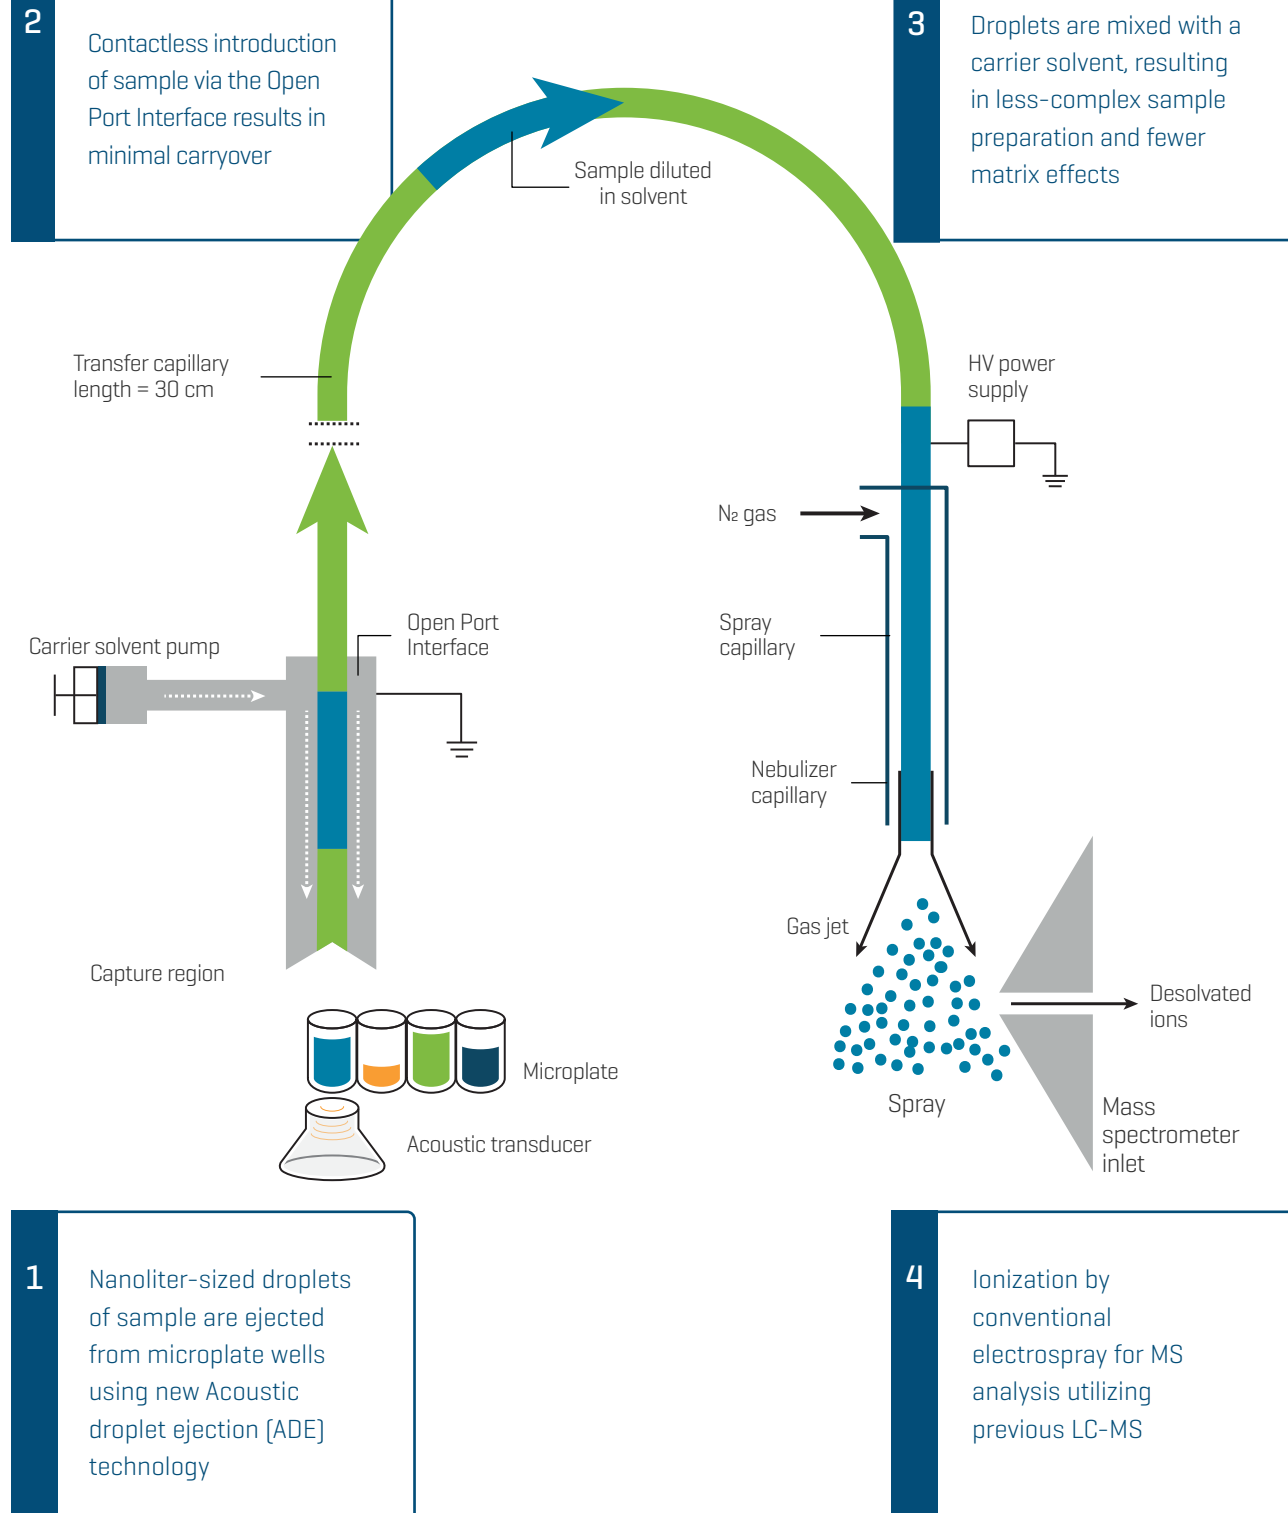 2
Contactless introduction
of sample via the Open
Port Interface results in
minimal carryover
3
Droplets are mixed with a
carrier solvent, resulting
in less-complex sample
preparation and fewer
matrix effects
Sample diluted
in solvent
Transfer capillary
length = 30 cm
HV power
supply
N₂ gas
Open Port
Interface
Carrier solvent pump
Spray
capillary
Nebulizer
capillary
Gas jet
Capture region
Desolvated
ions
Microplate
Spray
Mass
spectrometer
inlet
Acoustic transducer
1
Nanoliter-sized droplets
of sample are ejected
from microplate wells
using new Acoustic
droplet ejection (ADE)
technology
4
Ionization by
conventional
electrospray for MS
analysis utilizing
previous LC-MS